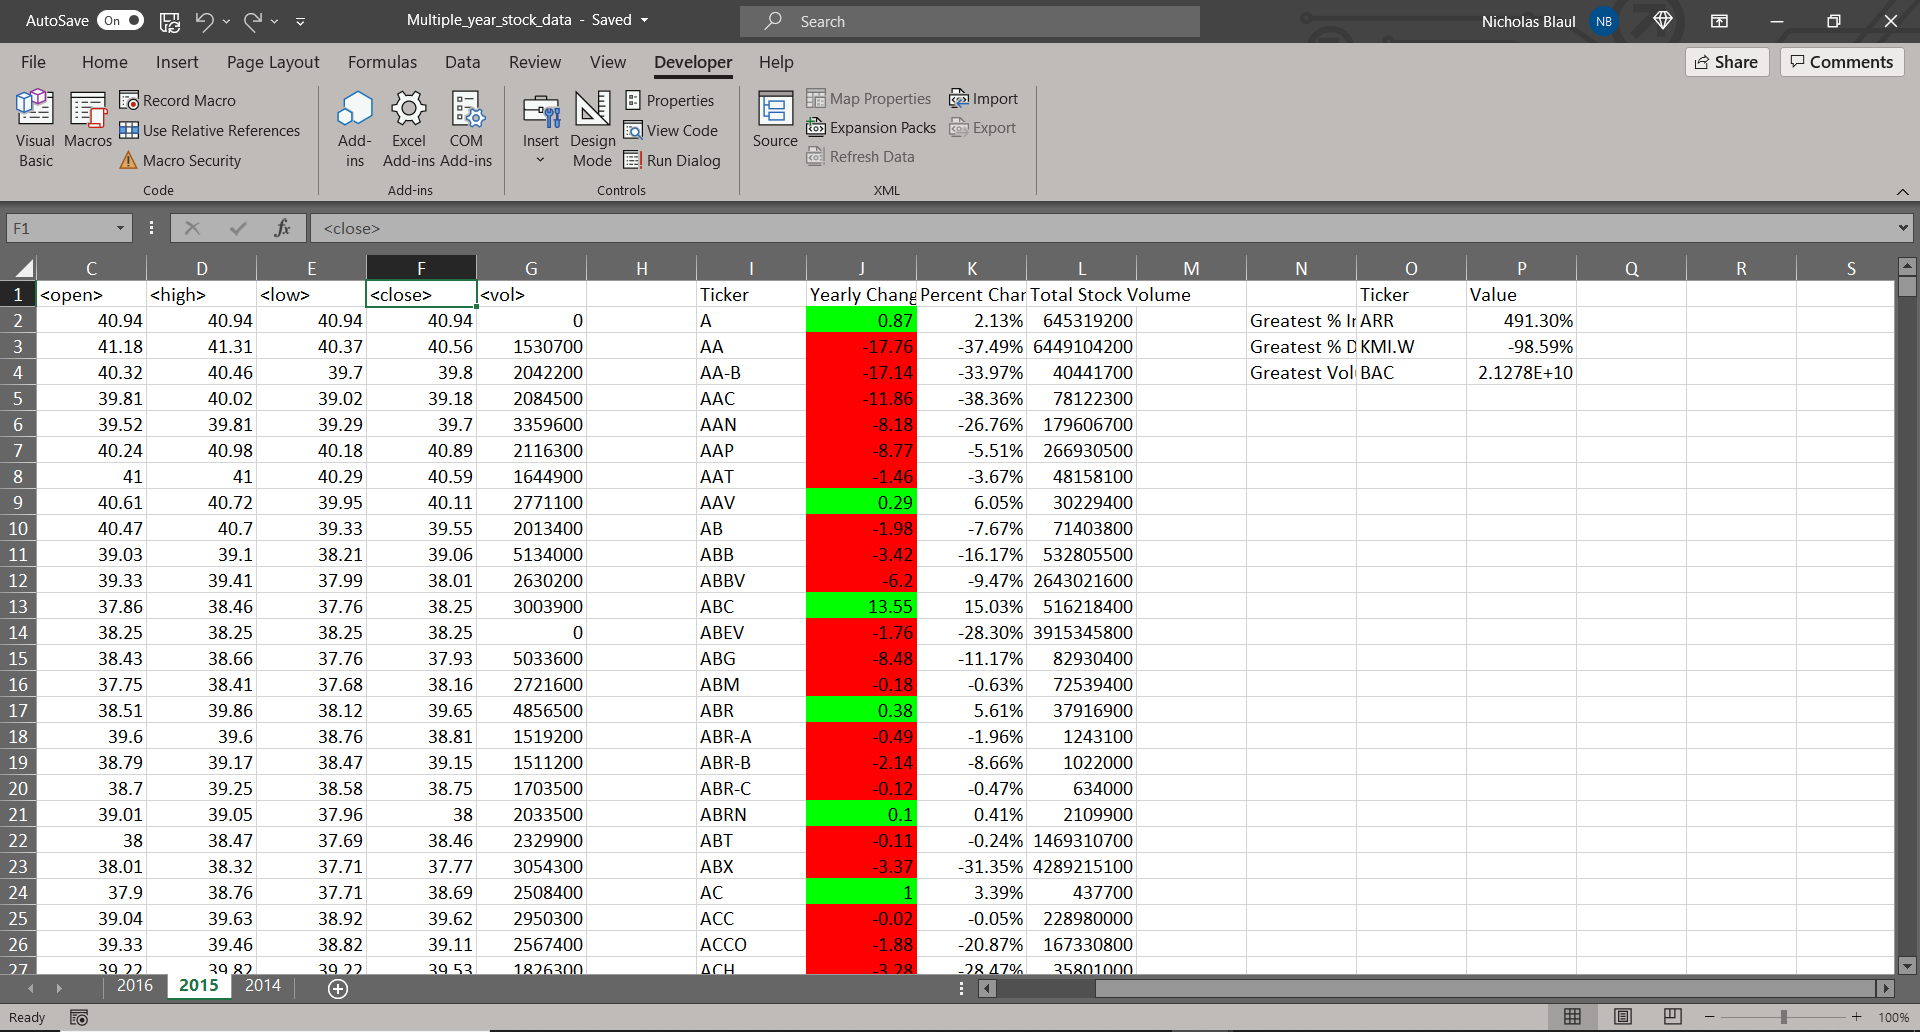 AutoSave On Multiple_year_stock_data - Saved Search Nicholas Blaul NB
File Home Insert Page Layout Formulas Data Review View Developer Help Share Comments
Visual Basic
Macros
Record Macro
Use Relative References
Macro Security
Code
Add-ins
Excel Add-ins
COM Add-ins
Add-ins
Insert
Design Mode
Properties
View Code
Run Dialog
Controls
Source
Map Properties
Expansion Packs
Refresh Data
Import
Export
XML
F1 fx <close>
C D E F G H I J K L M N O P Q R S
1 <open> <high> <low> <close> <vol> Ticker Yearly Chang Percent Char Total Stock Volume Ticker Value
2 40.94 40.94 40.94 40.94 0 A 0.87 2.13% 645319200 Greatest % Ir ARR 491.30%
3 41.18 41.31 40.37 40.56 1530700 AA -17.76 -37.49% 6449104200 Greatest % D KMI.W -98.59%
4 40.32 40.46 39.7 39.8 2042200 AA-B -17.14 -33.97% 40441700 Greatest Vol BAC 2.1278E+10
5 39.81 40.02 39.02 39.18 2084500 AAC -11.86 -38.36% 78122300
6 39.52 39.81 39.29 39.7 3359600 AAN -8.18 -26.76% 179606700
7 40.24 40.98 40.18 40.89 2116300 AAP -8.77 -5.51% 266930500
8 41 41 40.29 40.59 1644900 AAT -1.46 -3.67% 48158100
9 40.61 40.72 39.95 40.11 2771100 AAV 0.29 6.05% 30229400
10 40.47 40.7 39.33 39.55 2013400 AB -1.98 -7.67% 71403800
11 39.03 39.1 38.21 39.06 5134000 ABB -3.42 -16.17% 532805500
12 39.33 39.41 37.99 38.01 2630200 ABBV -6.2 -9.47% 2643021600
13 37.86 38.46 37.76 38.25 3003900 ABC 13.55 15.03% 516218400
14 38.25 38.25 38.25 38.25 0 ABEV -1.76 -28.30% 3915345800
15 38.43 38.66 37.76 37.93 5033600 ABG -8.48 -11.17% 82930400
16 37.75 38.41 37.68 38.16 2721600 ABM -0.18 -0.63% 72539400
17 38.51 39.86 38.12 39.65 4856500 ABR 0.38 5.61% 37916900
18 39.6 39.6 38.76 38.81 1519200 ABR-A -0.49 -1.96% 1243100
19 38.79 39.17 38.47 39.15 1511200 ABR-B -2.14 -8.66% 1022000
20 38.7 39.25 38.58 38.75 1703500 ABR-C -0.12 -0.47% 634000
21 39.01 39.05 37.96 38 2033500 ABRN 0.1 0.41% 2109900
22 38 38.47 37.69 38.46 2329900 ABT -0.11 -0.24% 1469310700
23 38.01 38.32 37.71 37.77 3054300 ABX -3.37 -31.35% 4289215100
24 37.9 38.76 37.71 38.69 2508400 AC 1 3.39% 437700
25 39.04 39.63 38.92 39.62 2950300 ACC -0.02 -0.05% 228980000
26 39.33 39.46 38.82 39.11 2567400 ACCO -1.88 -20.87% 167330800
27 39.22 39.82 39.22 39.53 1826300 ACH -3.28 -28.47% 35801000
2016 2015 2014
Ready 100%